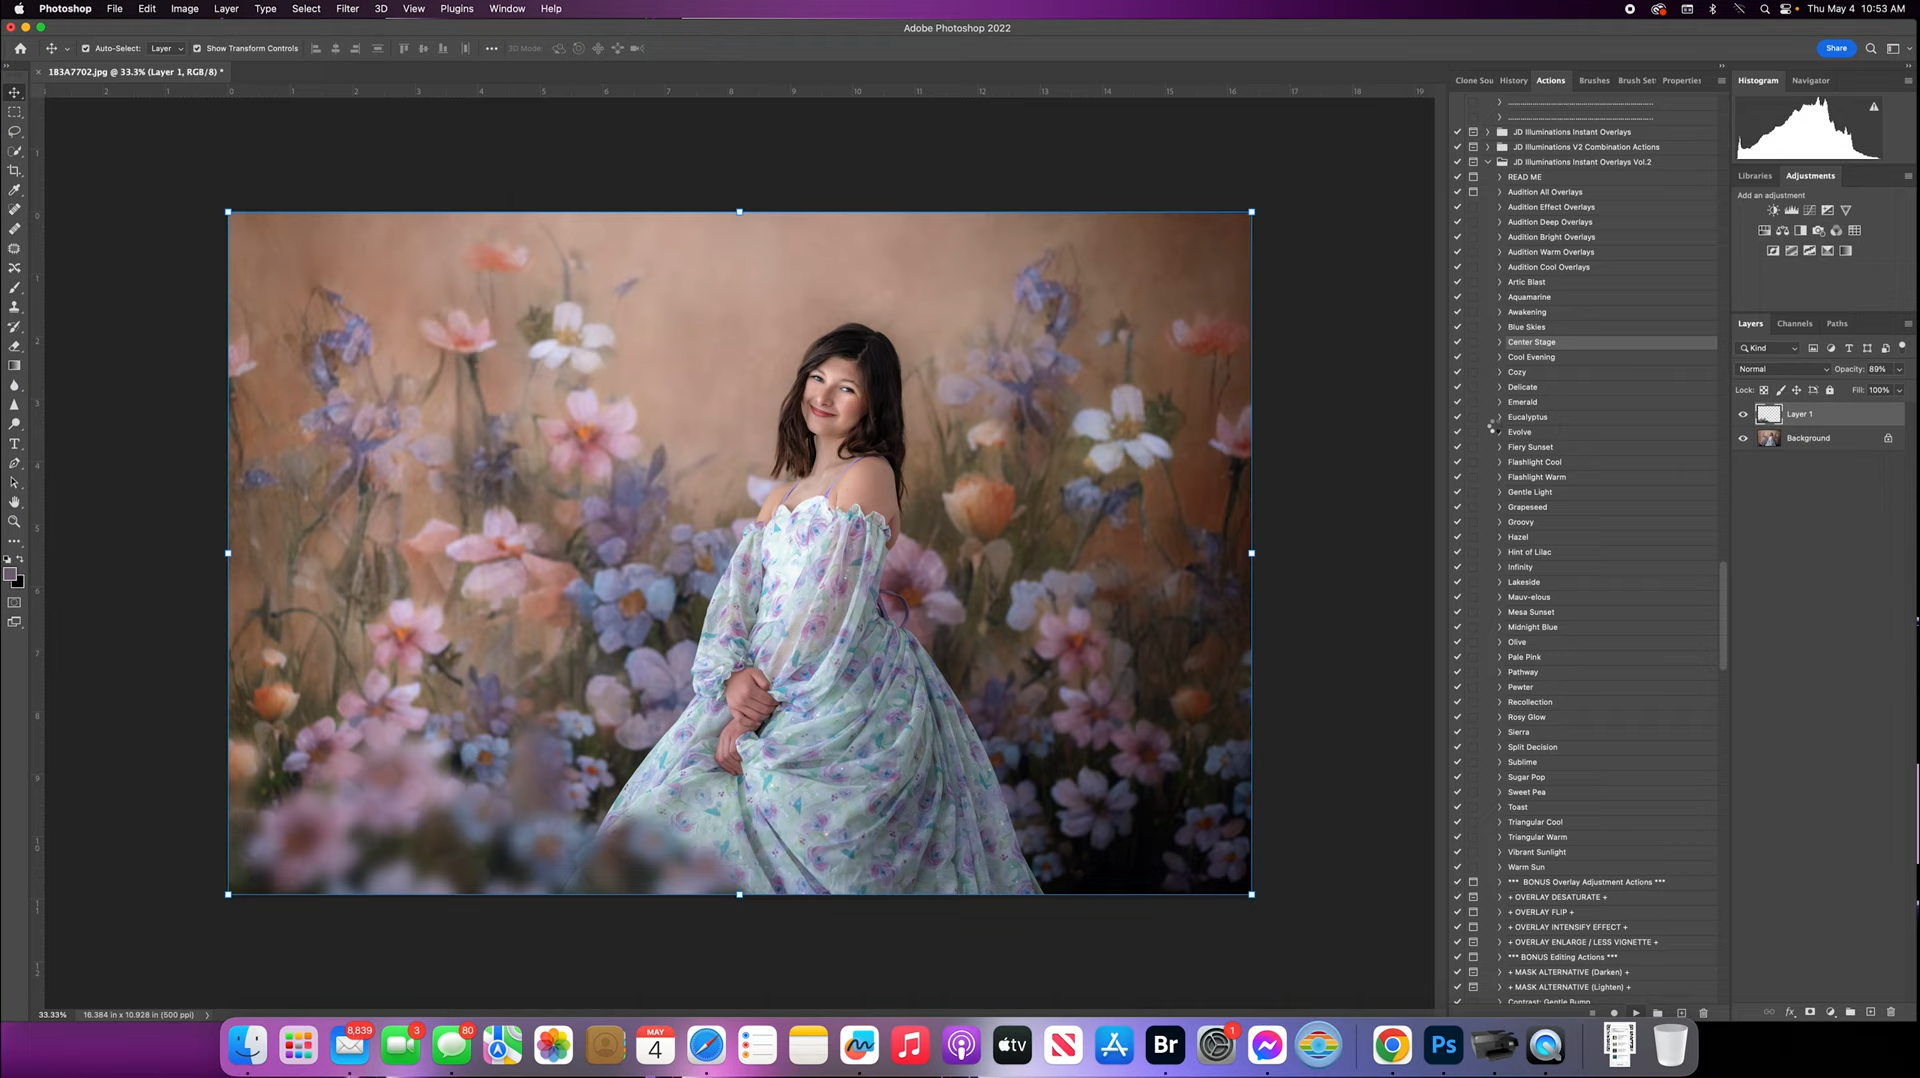 Photoshop File Edit Image Layer Type Select Filter 3D View Plugins Window Help Thu May 4 10:53 AM
Adobe Photoshop 2022
Auto-Select: Layer Show Transform Controls 3D Mode: Share
1B3A7702.jpg @ 33.3% (Layer 1, RGB/8) *
Clone Sou History Actions Brushes Brush Set Properties Histogram Navigator
JD Illuminations Instant Overlays
JD Illuminations V2 Combination Actions
JD Illuminations Instant Overlays Vol.2
READ ME
Audition All Overlays
Audition Effect Overlays
Audition Deep Overlays
Audition Bright Overlays
Audition Warm Overlays
Audition Cool Overlays
Artic Blast
Aquamarine
Awakening
Blue Skies
Center Stage
Cool Evening
Cozy
Delicate
Emerald
Eucalyptus
Evolve
Fiery Sunset
Flashlight Cool
Flashlight Warm
Gentle Light
Grapeseed
Groovy
Hazel
Hint of Lilac
Infinity
Lakeside
Mauv-elous
Mesa Sunset
Midnight Blue
Olive
Pale Pink
Pathway
Pewter
Recollection
Rosy Glow
Sierra
Split Decision
Sublime
Sugar Pop
Sweet Pea
Toast
Triangular Cool
Triangular Warm
Vibrant Sunlight
Warm Sun
*** BONUS Overlay Adjustment Actions ***
+ OVERLAY DESATURATE +
+ OVERLAY FLIP +
+ OVERLAY INTENSIFY EFFECT +
+ OVERLAY ENLARGE / LESS VIGNETTE +
*** BONUS Editing Actions ***
+ MASK ALTERNATIVE (Darken) +
+ MASK ALTERNATIVE (Lighten) +
Contrast: Gentle Bump
Libraries Adjustments
Add an adjustment
Layers Channels Paths
Kind
Normal Opacity: 89%
Lock: Fill: 100%
Layer 1
Background
33.33% 16.384 in x 10.928 in (500 ppi)
8,839 3 80 MAY 4 tv Br 1 Ps